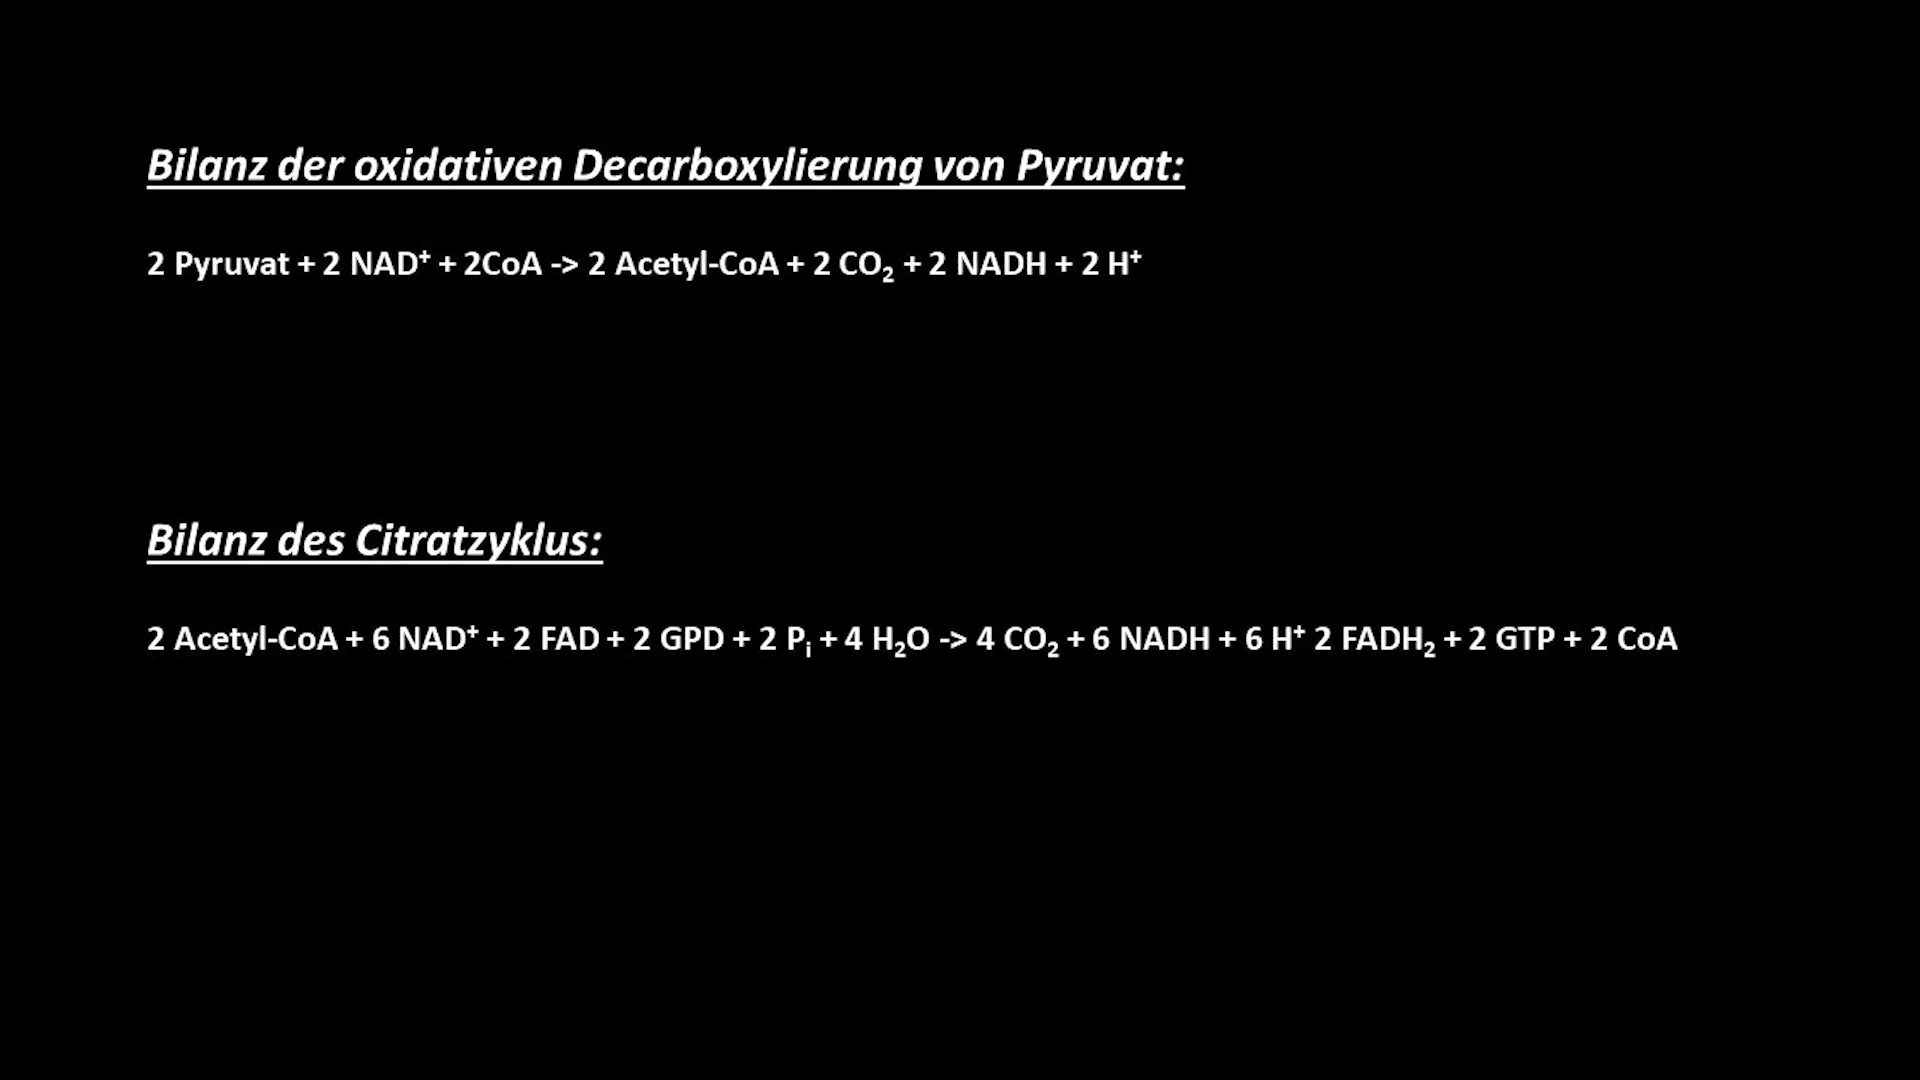 Bilanz der oxidativen Decarboxylierung von Pyruvat:
2 Pyruvat + 2 NAD⁺ + 2CoA -> 2 Acetyl-CoA + 2 CO₂ + 2 NADH + 2 H⁺
Bilanz des Citratzyklus:
2 Acetyl-CoA + 6 NAD⁺ + 2 FAD + 2 GPD + 2 Pᵢ + 4 H₂O -> 4 CO₂ + 6 NADH + 6 H⁺ 2 FADH₂ + 2 GTP + 2 CoA